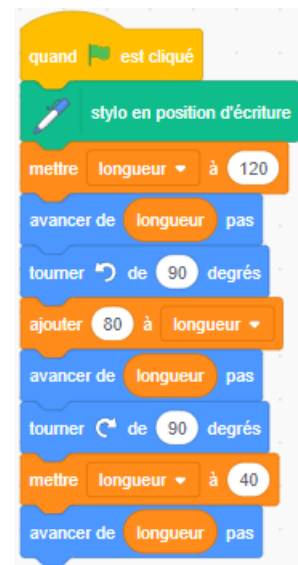 quand est cliqué
stylo en position d'écriture
mettre longueur à 120
avancer de longueur pas
tourner de 90 degrés
ajouter 80 à longueur
avancer de longueur pas
tourner de 90 degrés
mettre longueur à 40
avancer de longueur pas